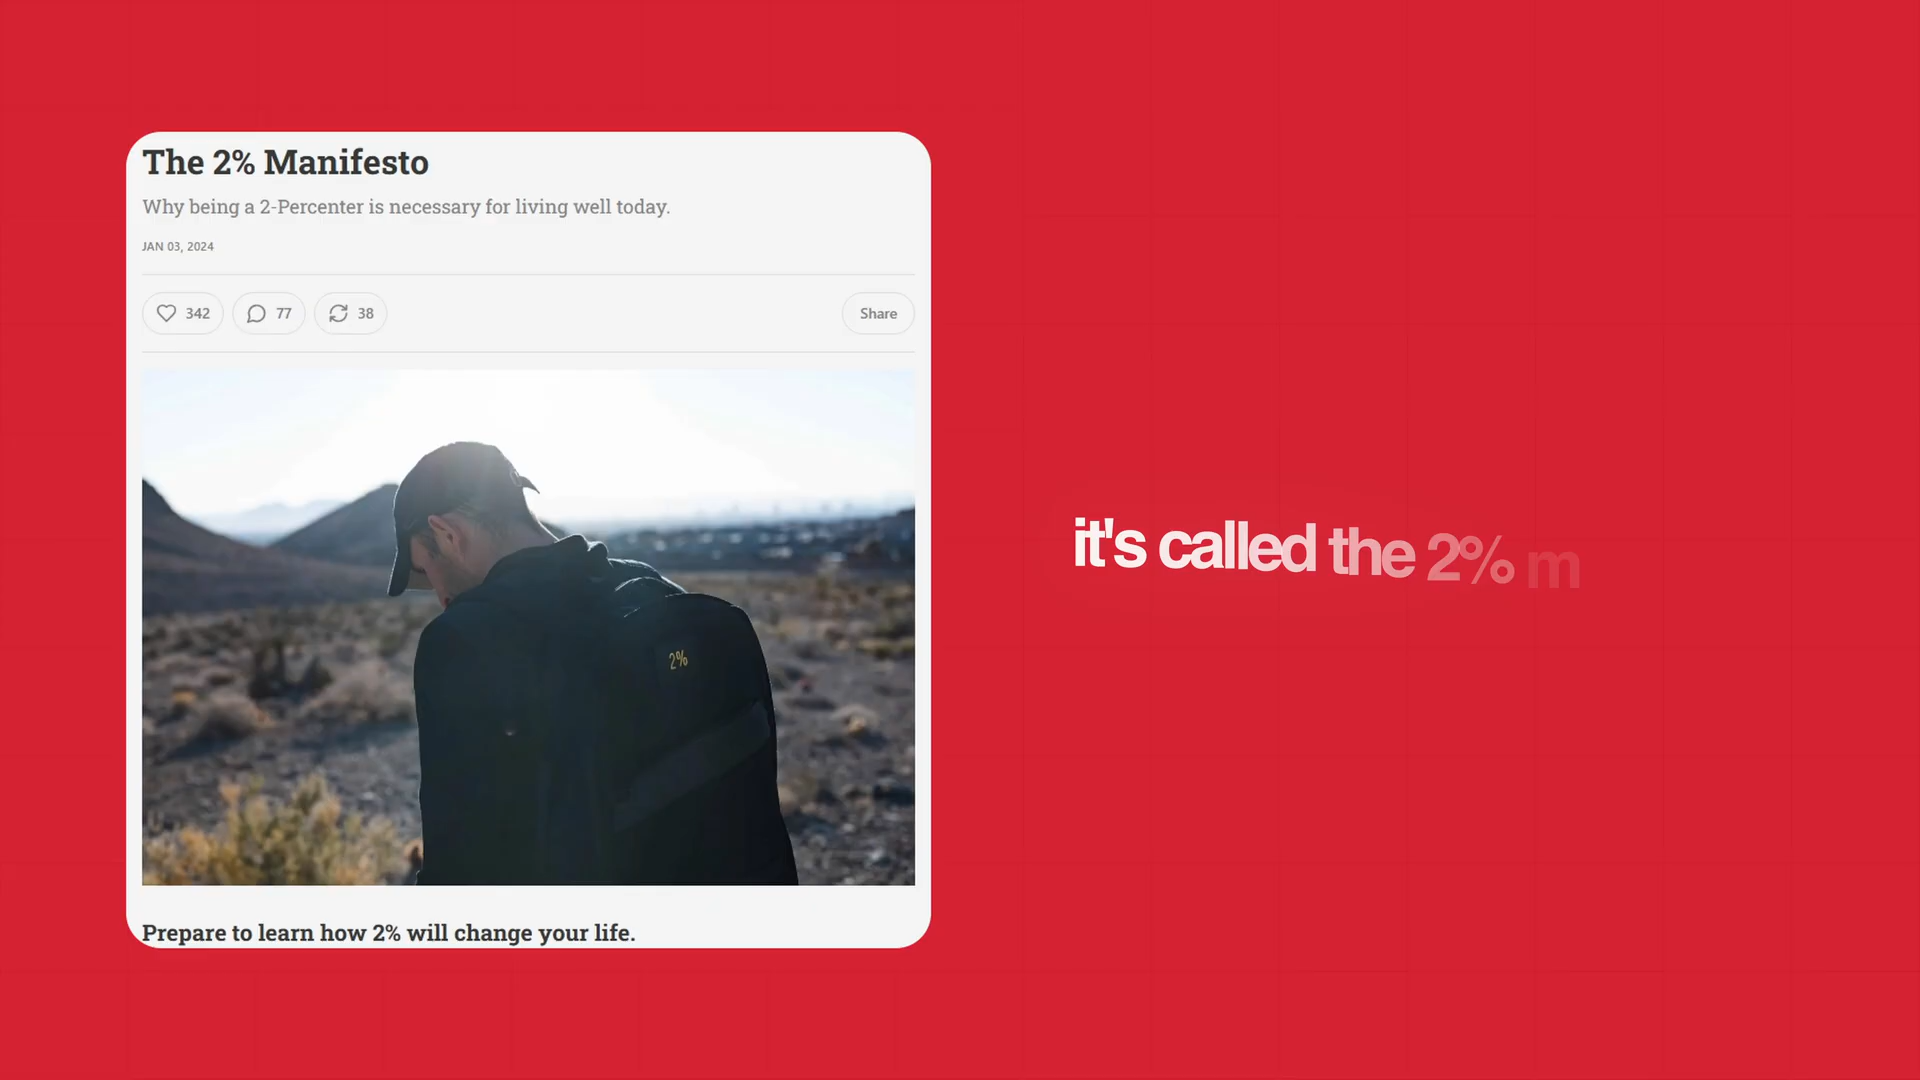 The 2% Manifesto
Why being a 2-Percenter is necessary for living well today.
JAN 03, 2024
342 77 38 Share
2%
Prepare to learn how 2% will change your life.
it's called the 2% m